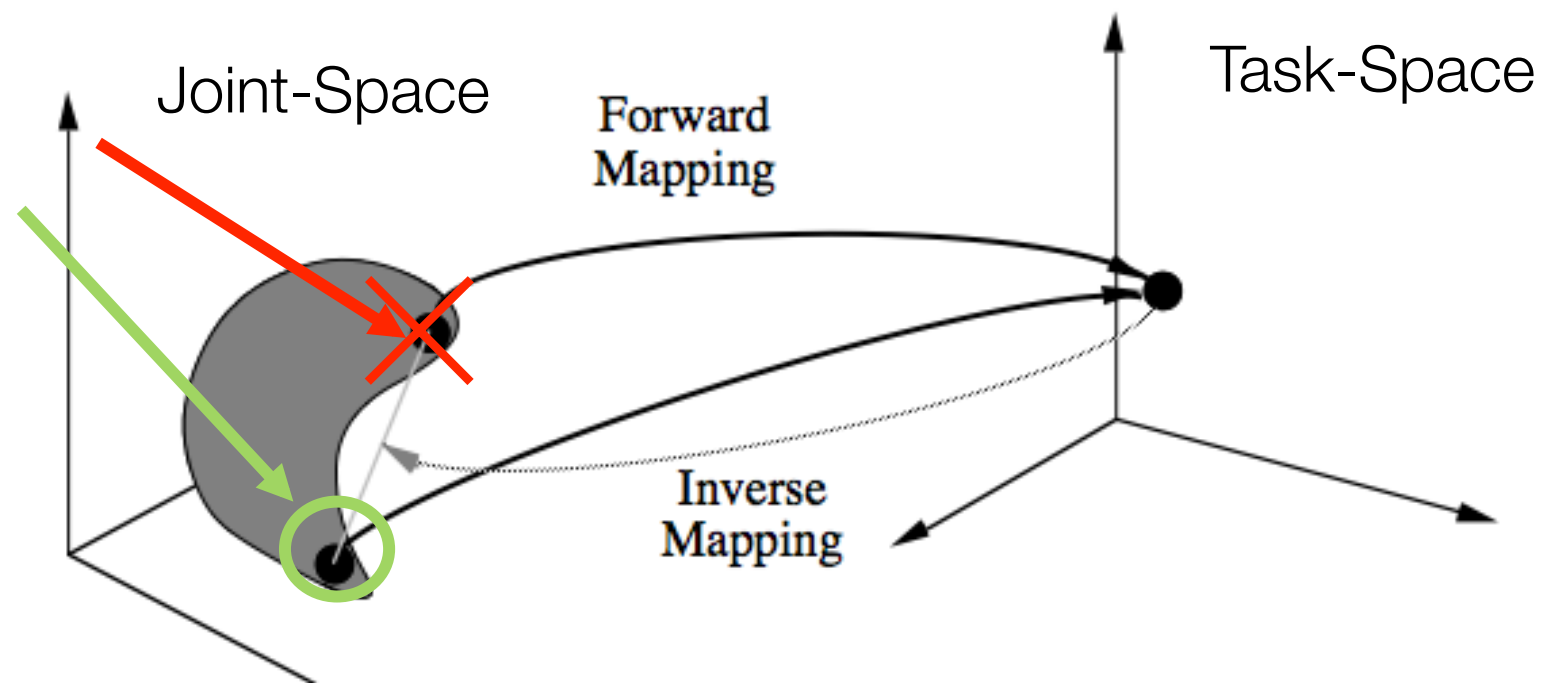 Joint-Space
Task-Space
Forward
Mapping
Inverse
Mapping